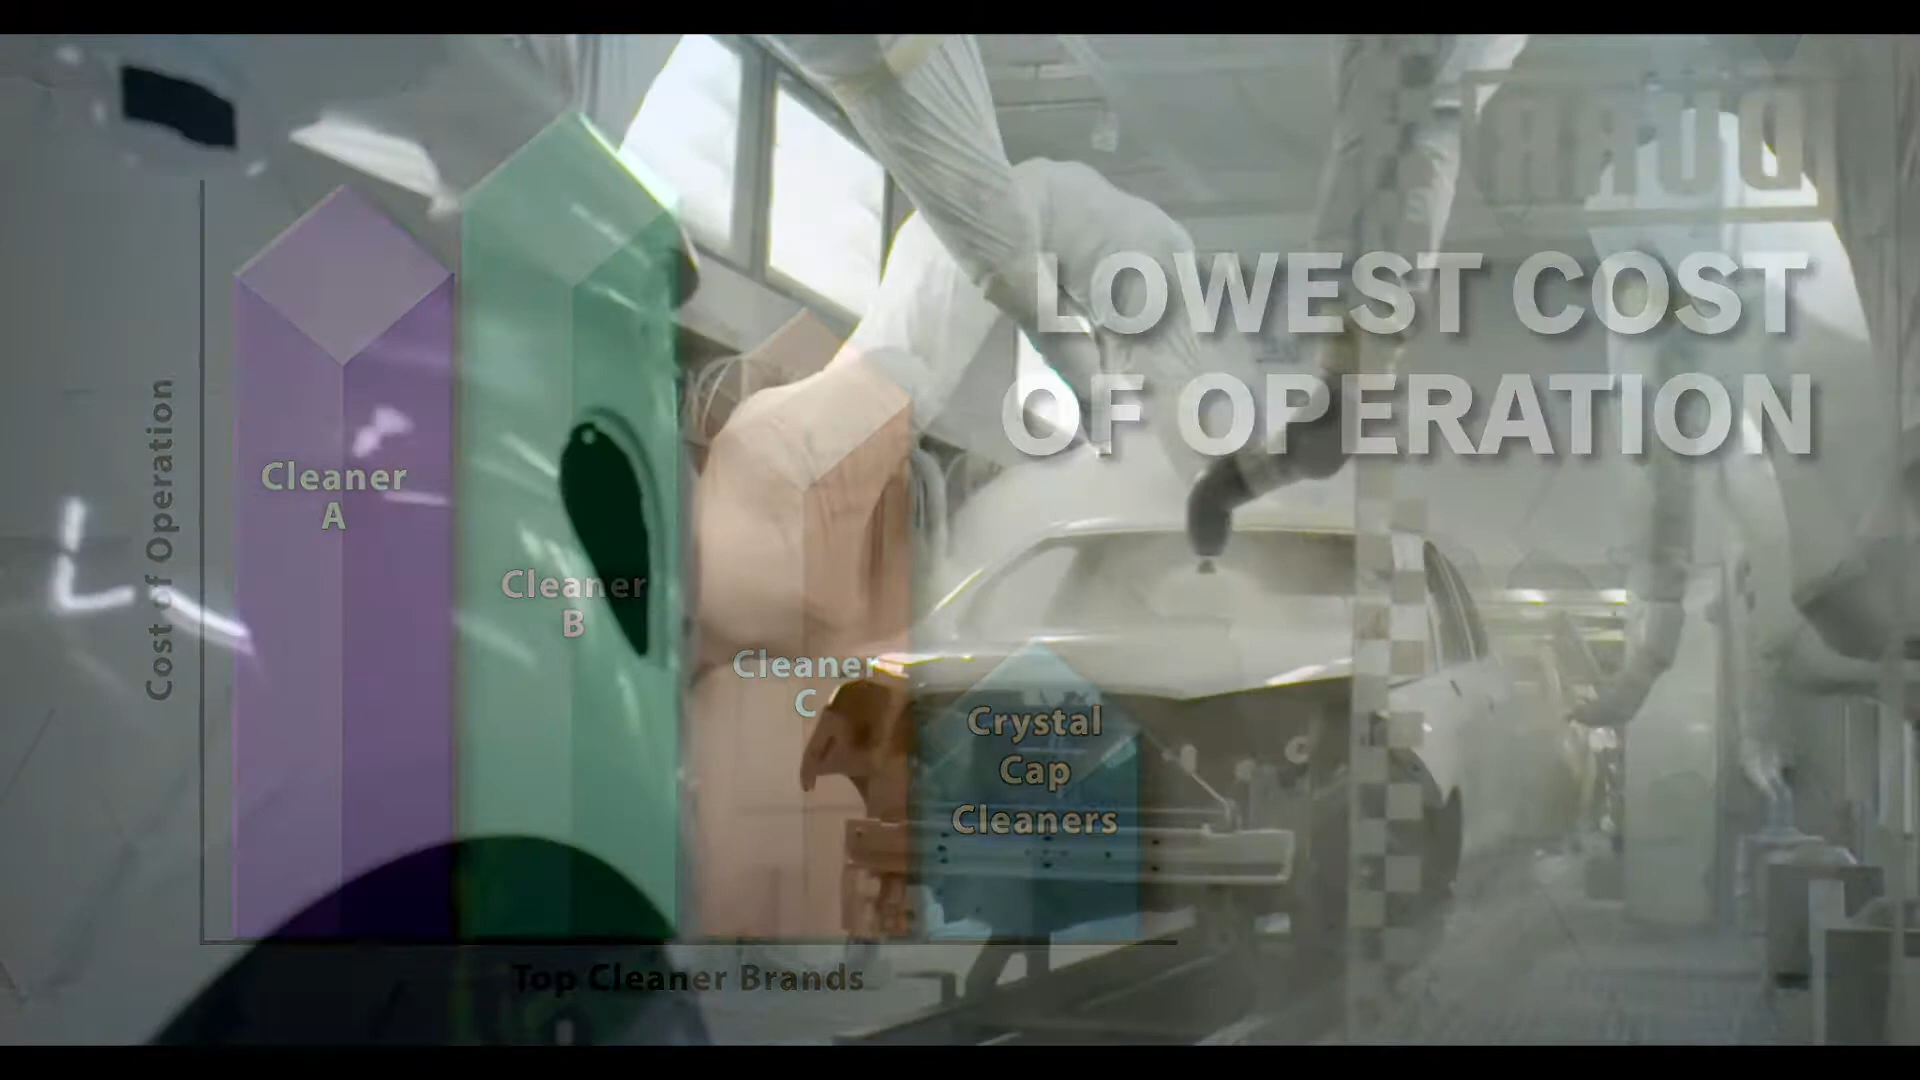 DURR
LOWEST COST
OF OPERATION
Cost of Operation
Cleaner
A
Cleaner
B
Cleaner
C
Crystal
Cap
Cleaners
Top Cleaner Brands